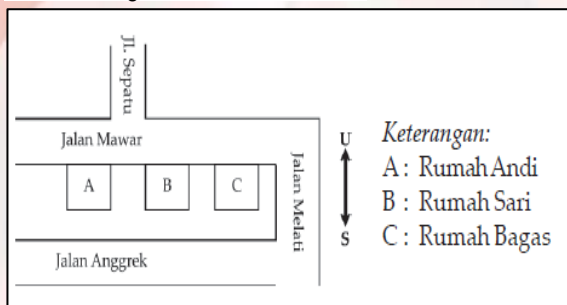 Jl. Sepatu
Jalan Mawar
A
B
C
Jalan Melati
Jalan Anggrek
U
S
Keterangan:
A : Rumah Andi
B : Rumah Sari
C : Rumah Bagas